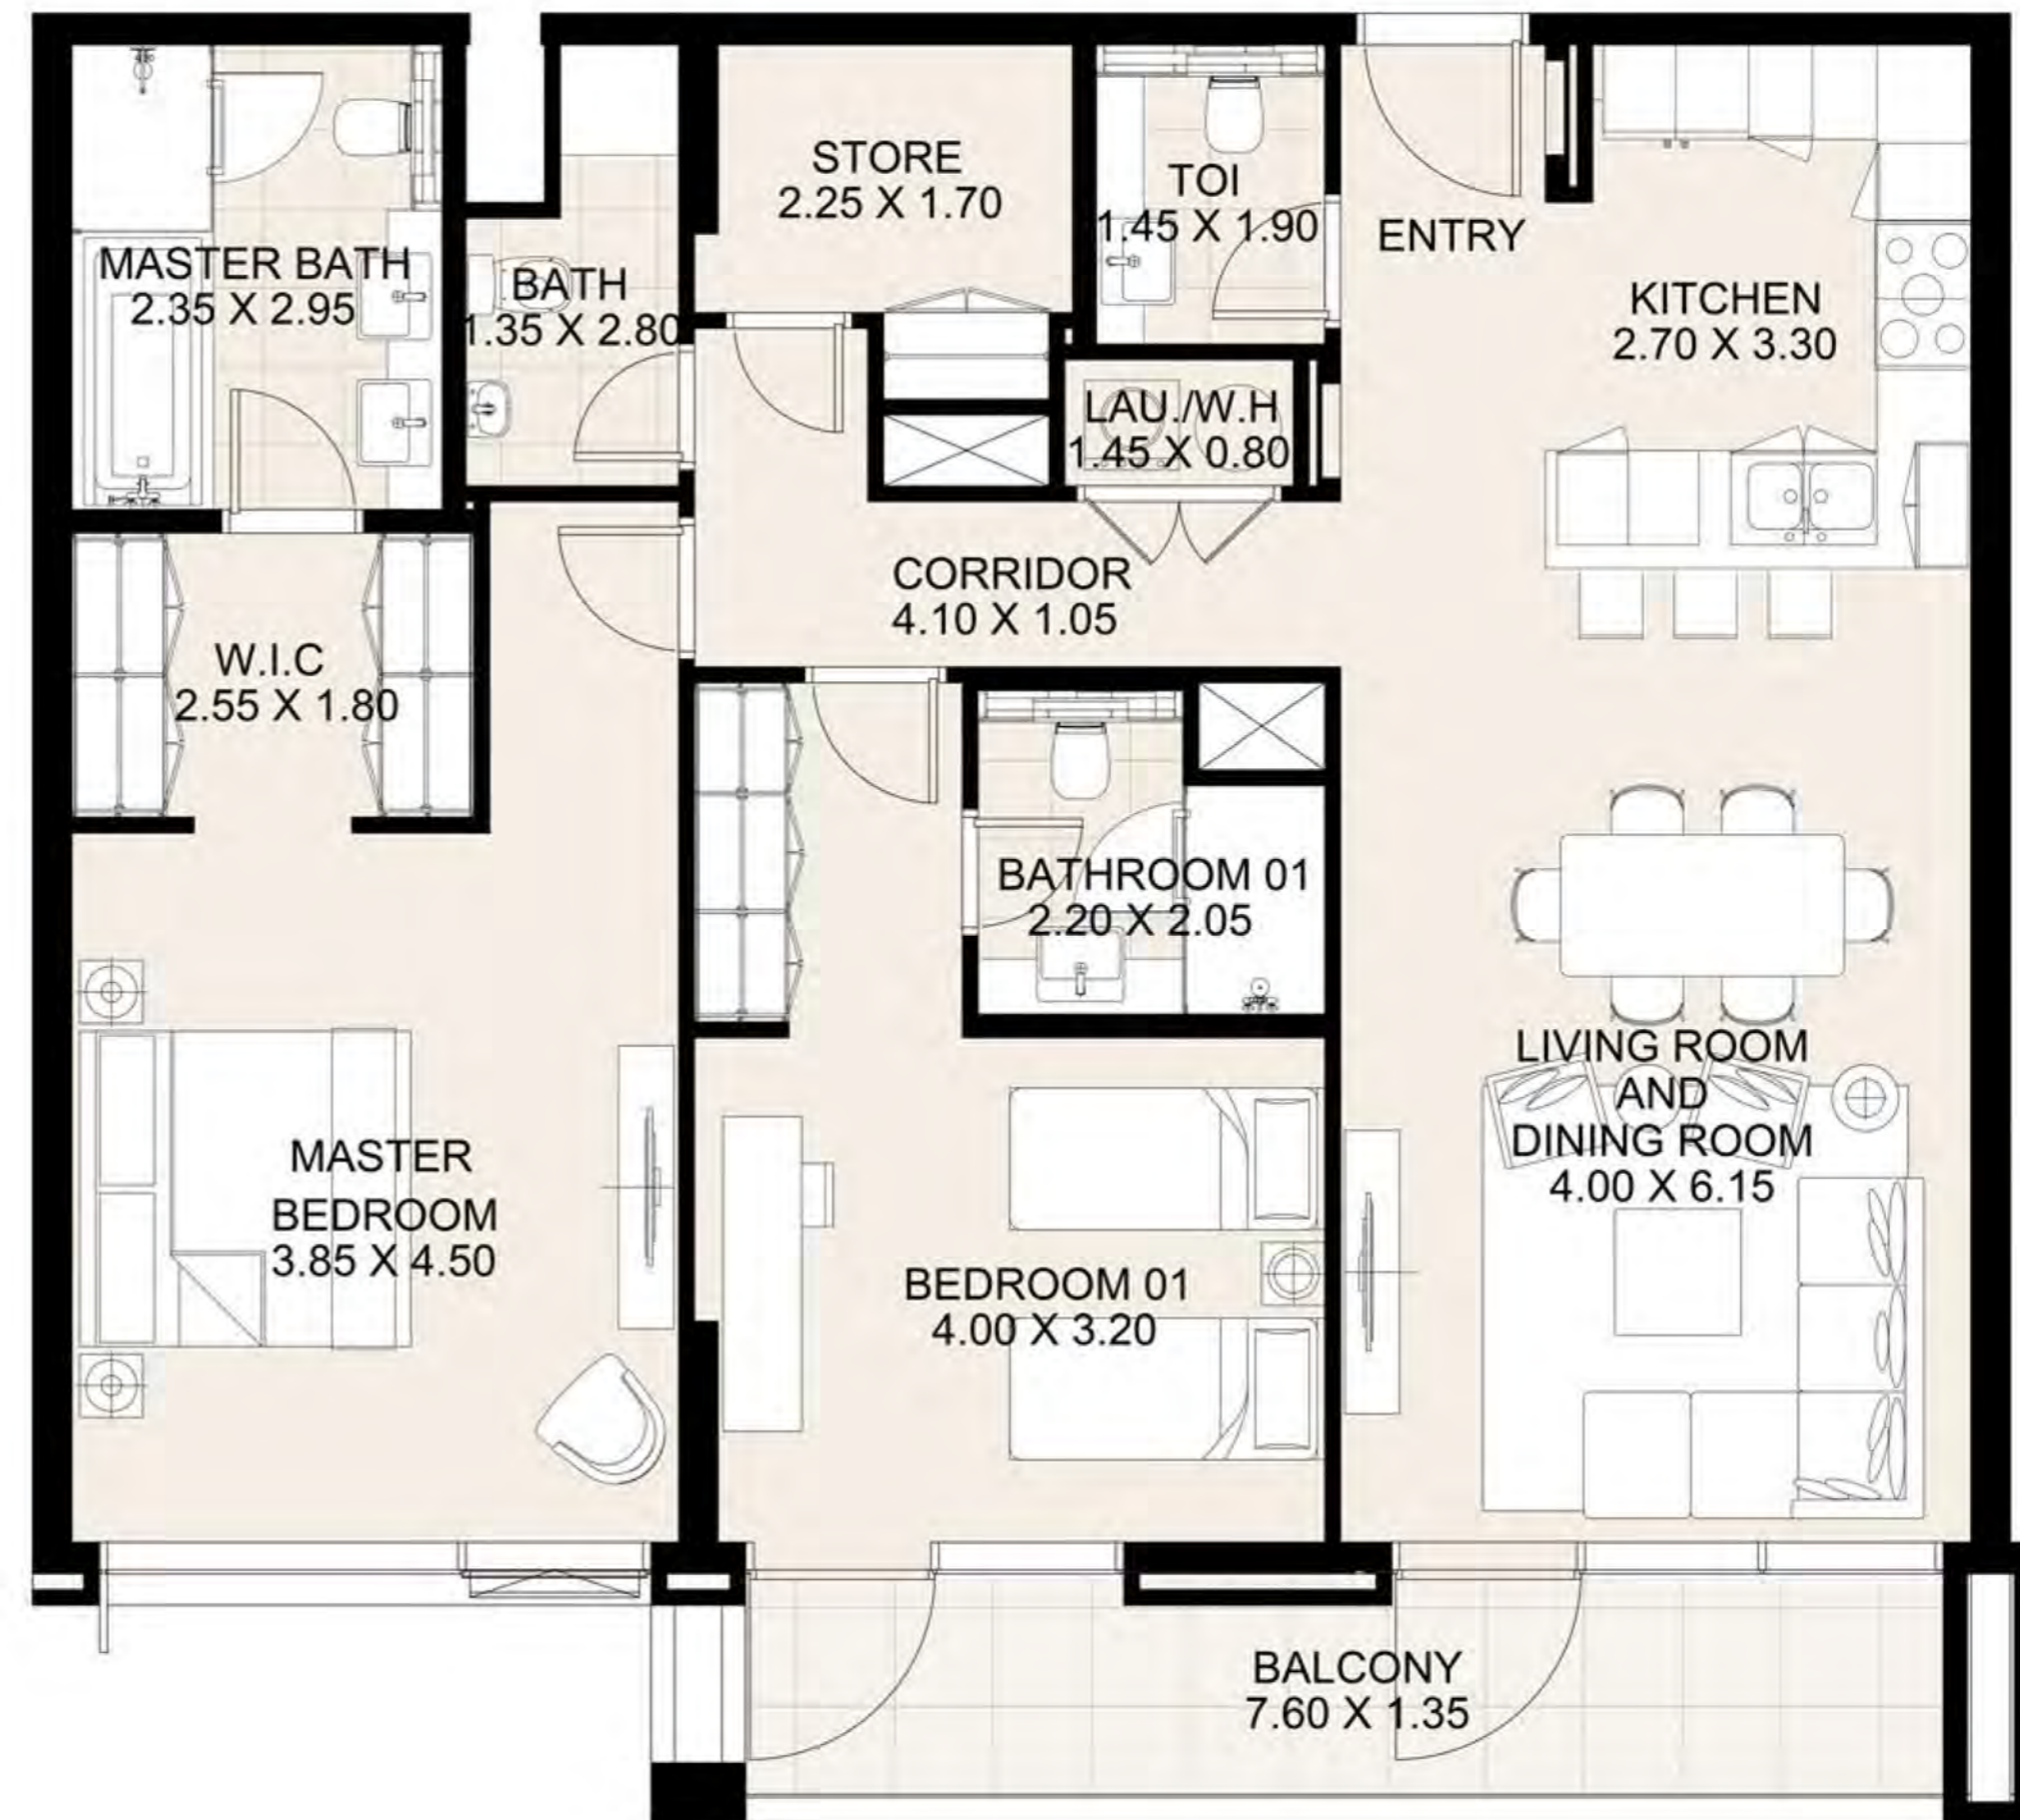 STORE
2.25 X 1.70
TOI
1.45 X 1.90
ENTRY
MASTER BATH
2.35 X 2.95
BATH
1.35 X 2.80
KITCHEN
2.70 X 3.30
LAU./W.H
1.45 X 0.80
CORRIDOR
4.10 X 1.05
W.I.C
2.55 X 1.80
BATHROOM 01
2.20 X 2.05
LIVING ROOM
AND
DINING ROOM
4.00 X 6.15
MASTER
BEDROOM
3.85 X 4.50
BEDROOM 01
4.00 X 3.20
BALCONY
7.60 X 1.35